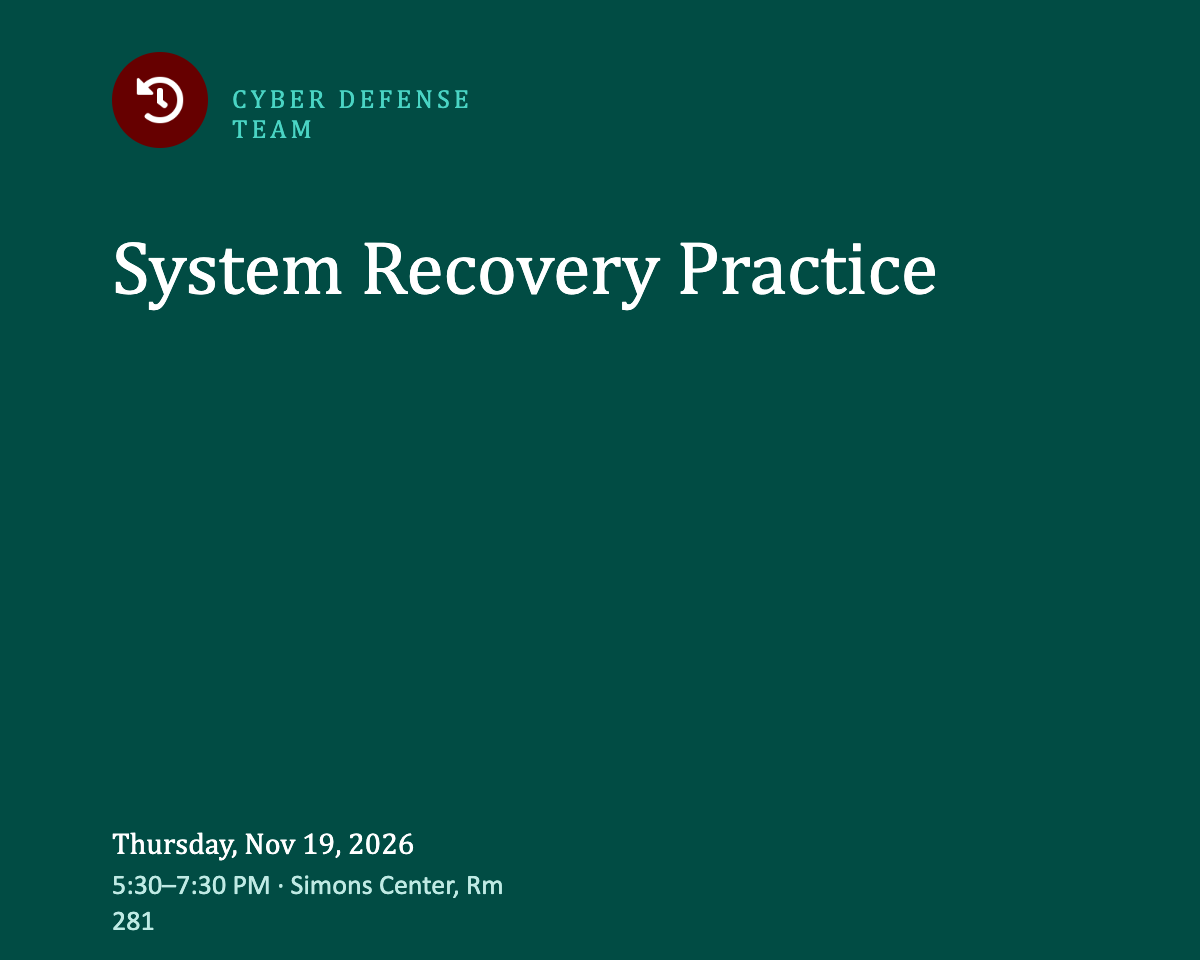 CYBER DEFENSE
TEAM
System Recovery Practice
Thursday, Nov 19, 2026
5:30–7:30 PM · Simons Center, Rm
281